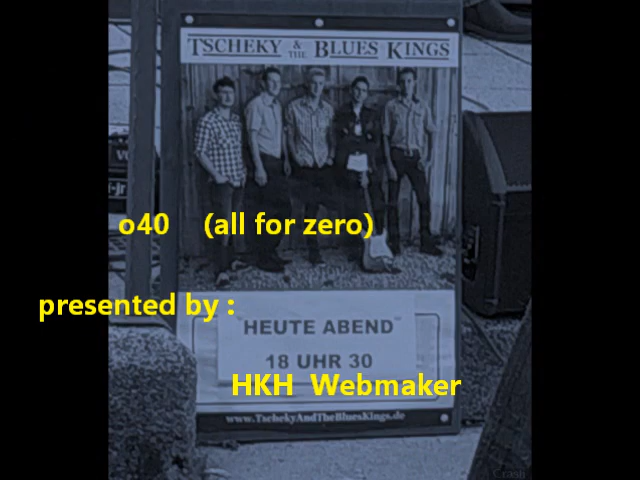 TSCHEKY & THE BLUES KINGS
o40 (all for zero)
presented by :
HEUTE ABEND
18 UHR 30
HKH Webmaker
www.TschekyAndTheBluesKings.de
Crash